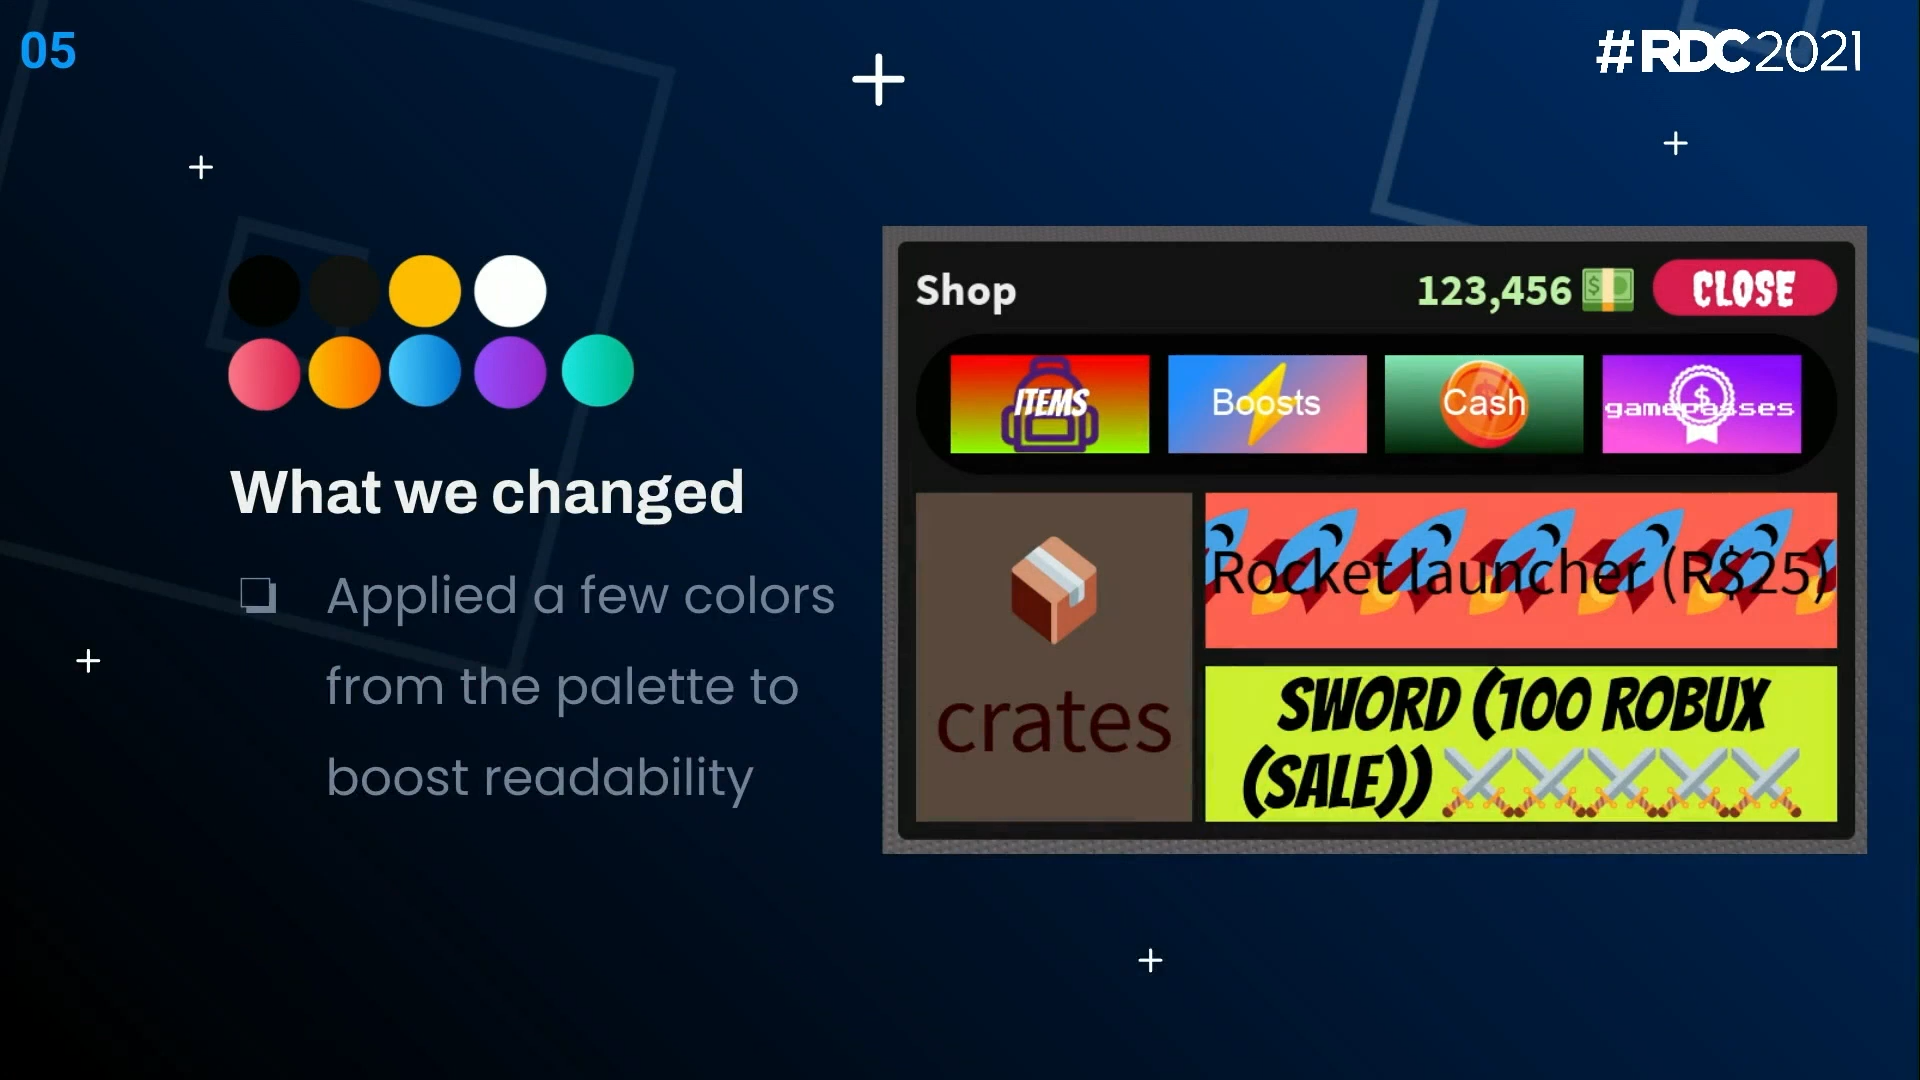 05
#RDC2021
What we changed
Applied a few colors
from the palette to
boost readability
Shop
123,456
CLOSE
ITEMS
Boosts
Cash
gamepasses
crates
Rocket launcher (R$25)
SWORD (100 ROBUX
(SALE))